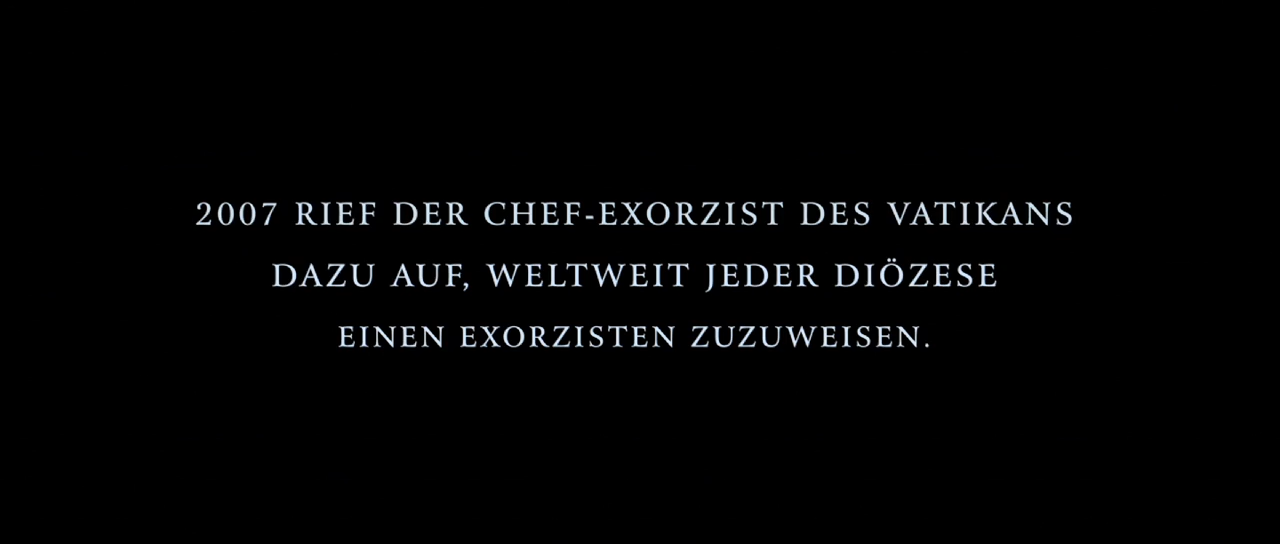 2007 RIEF DER CHEF-EXORZIST DES VATIKANS
DAZU AUF, WELTWEIT JEDER DIÖZESE
EINEN EXORZISTEN ZUZUWEISEN.